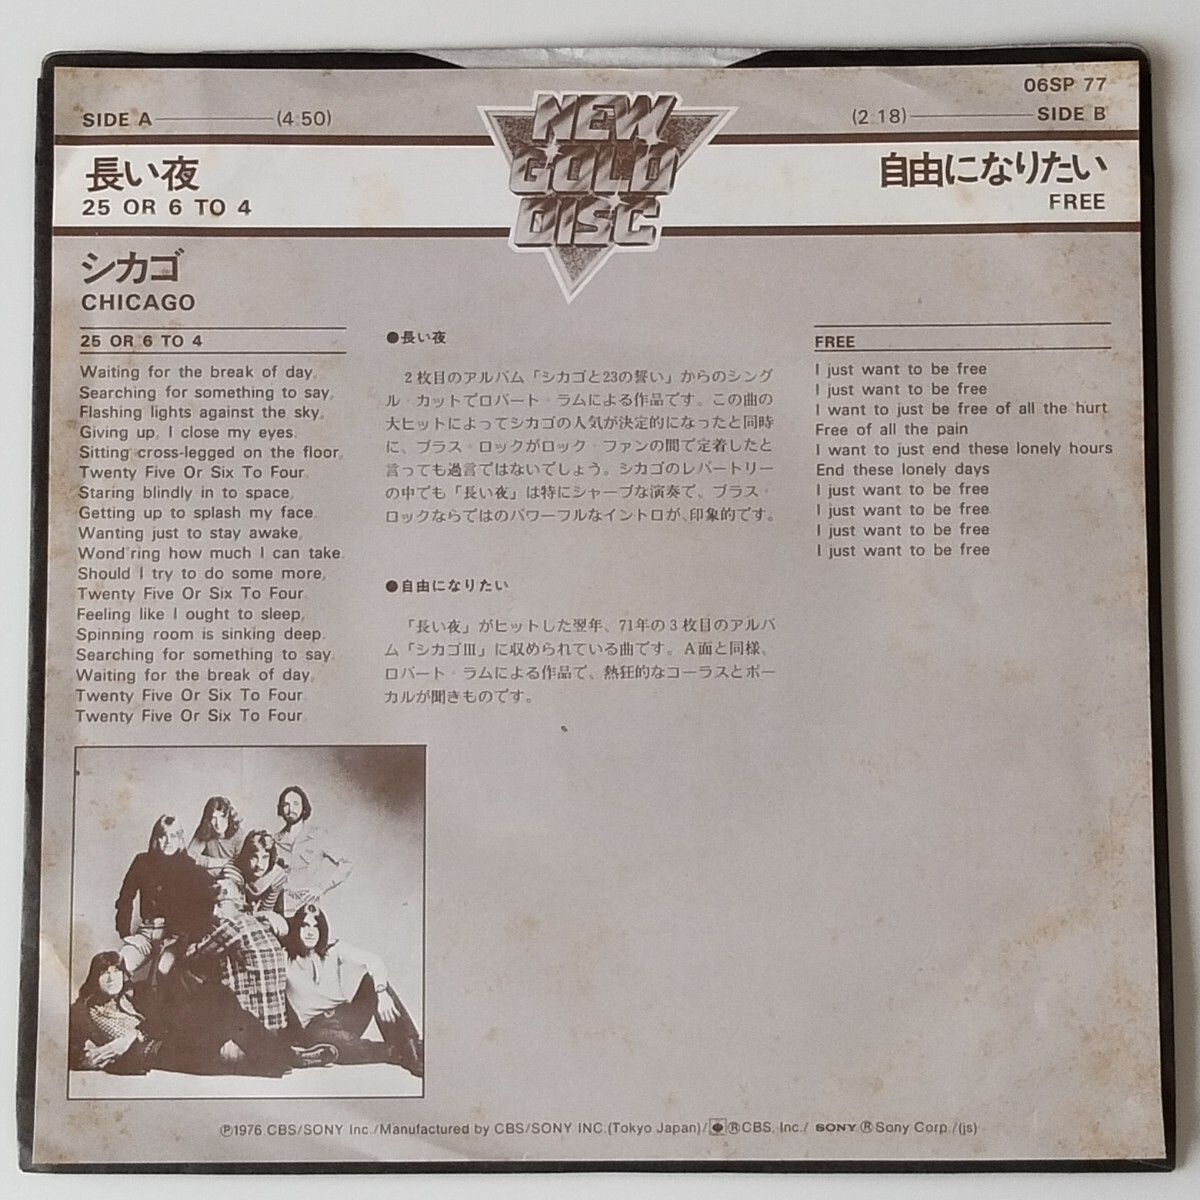 06SP 77
SIDE A (4:50)
(2:18) SIDE B
NEW
GOLD
DISC
長い夜
25 OR 6 TO 4
自由になりたい
FREE
シカゴ
CHICAGO
25 OR 6 TO 4
Waiting for the break of day,
Searching for something to say,
Flashing lights against the sky,
Giving up, I close my eyes.
Sitting cross-legged on the floor,
Twenty Five Or Six To Four.
Staring blindly in to space,
Getting up to splash my face.
Wanting just to stay awake,
Wond'ring how much I can take.
Should I try to do some more,
Twenty Five Or Six To Four.
Feeling like I ought to sleep,
Spinning room is sinking deep.
Searching for something to say.
Waiting for the break of day,
Twenty Five Or Six To Four.
Twenty Five Or Six To Four.
●長い夜
2枚目のアルバム「シカゴと23の誓い」からのシング
ル・カットでロバート・ラムによる作品です。この曲の
大ヒットによってシカゴの人気が決定的になったと同時
に、ブラス・ロックがロック・ファンの間で定着したと
言っても過言ではないでしょう。シカゴのレパートリー
の中でも「長い夜」は特にシャープな演奏で、ブラス・
ロックならではのパワーフルなイントロが、印象的です。
●自由になりたい
「長い夜」がヒットした翌年、71年の3枚目のアルバ
ム「シカゴIII」に収められている曲です。A面と同様、
ロバート・ラムによる作品で、熱狂的なコーラスとボー
カルが聞きものです。
FREE
I just want to be free
I just want to be free
I want to just be free of all the hurt
Free of all the pain
I want to just end these lonely hours
End these lonely days
I just want to be free
I just want to be free
I just want to be free
I just want to be free
℗1976 CBS/SONY Inc./Manufactured by CBS/SONY INC.(Tokyo Japan)/ ®CBS, Inc./ SONY ®Sony Corp./(js)